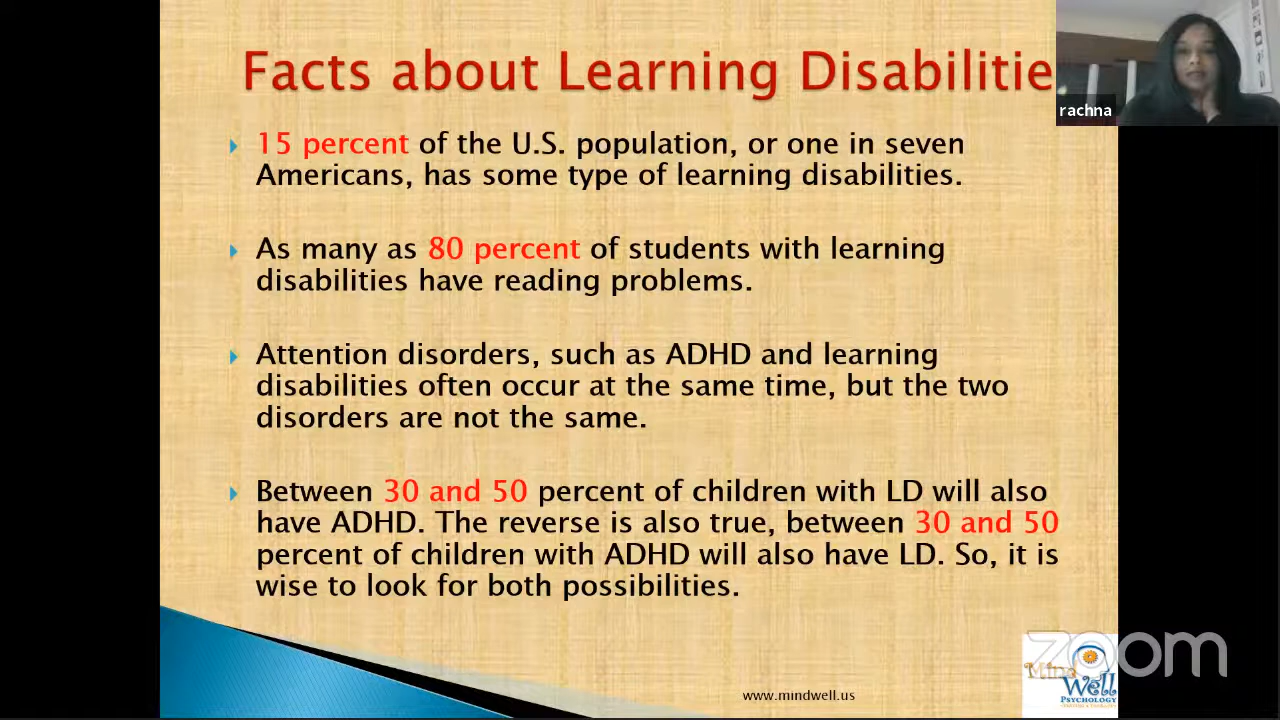 Facts about Learning Disabilitie
rachna
15 percent of the U.S. population, or one in seven
Americans, has some type of learning disabilities.
As many as 80 percent of students with learning
disabilities have reading problems.
Attention disorders, such as ADHD and learning
disabilities often occur at the same time, but the two
disorders are not the same.
Between 30 and 50 percent of children with LD will also
have ADHD. The reverse is also true, between 30 and 50
percent of children with ADHD will also have LD. So, it is
wise to look for both possibilities.
zoom
Mind
Well
PSYCHOLOGY
www.mindwell.us